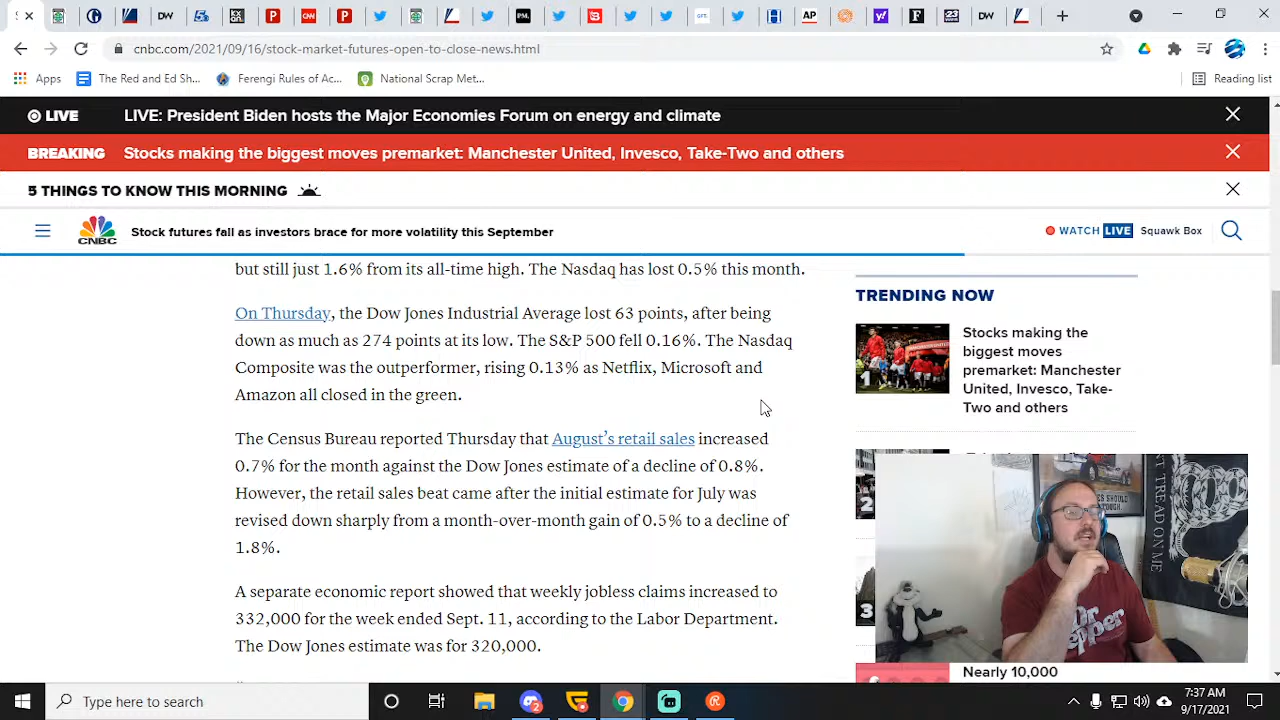 DW
CNN
PM.
GFT.
AP
y!
F
23
DW
cnbc.com/2021/09/16/stock-market-futures-open-to-close-news.html
Apps
The Red and Ed Sh...
Ferengi Rules of Ac...
National Scrap Met...
Reading list
LIVE
LIVE: President Biden hosts the Major Economies Forum on energy and climate
BREAKING
Stocks making the biggest moves premarket: Manchester United, Invesco, Take-Two and others
5 THINGS TO KNOW THIS MORNING
CNBC
Stock futures fall as investors brace for more volatility this September
WATCH LIVE Squawk Box
but still just 1.6% from its all-time high. The Nasdaq has lost 0.5% this month.
On Thursday, the Dow Jones Industrial Average lost 63 points, after being
down as much as 274 points at its low. The S&P 500 fell 0.16%. The Nasdaq
Composite was the outperformer, rising 0.13% as Netflix, Microsoft and
Amazon all closed in the green.
The Census Bureau reported Thursday that August’s retail sales increased
0.7% for the month against the Dow Jones estimate of a decline of 0.8%.
However, the retail sales beat came after the initial estimate for July was
revised down sharply from a month-over-month gain of 0.5% to a decline of
1.8%.
A separate economic report showed that weekly jobless claims increased to
332,000 for the week ended Sept. 11, according to the Labor Department.
The Dow Jones estimate was for 320,000.
TRENDING NOW
1
Stocks making the
biggest moves
premarket: Manchester
United, Invesco, Take-
Two and others
2
3
Nearly 10,000
TREAD ON ME
Dr
Pepper
Type here to search
2
7:37 AM
9/17/2021